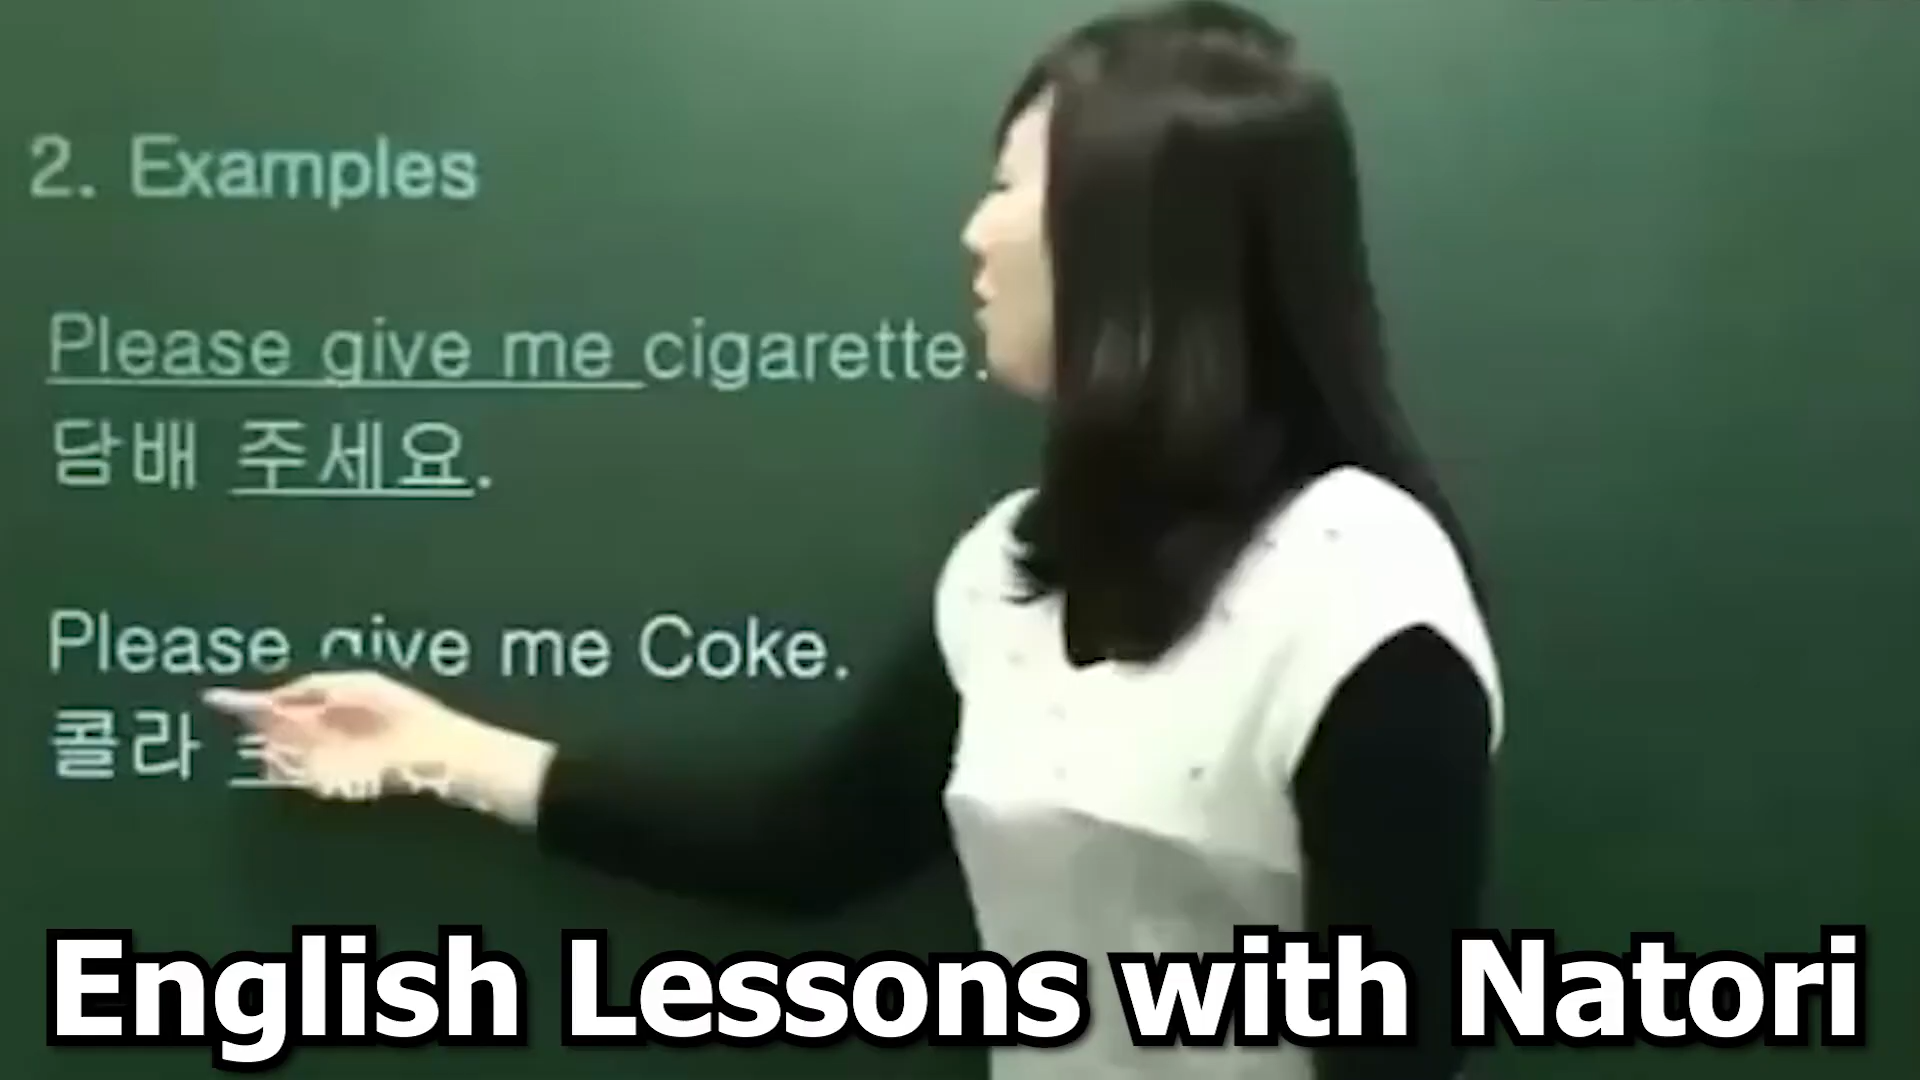 2. Examples
Please give me cigarette.
담배 주세요.
Please give me Coke.
콜라
English Lessons with Natori